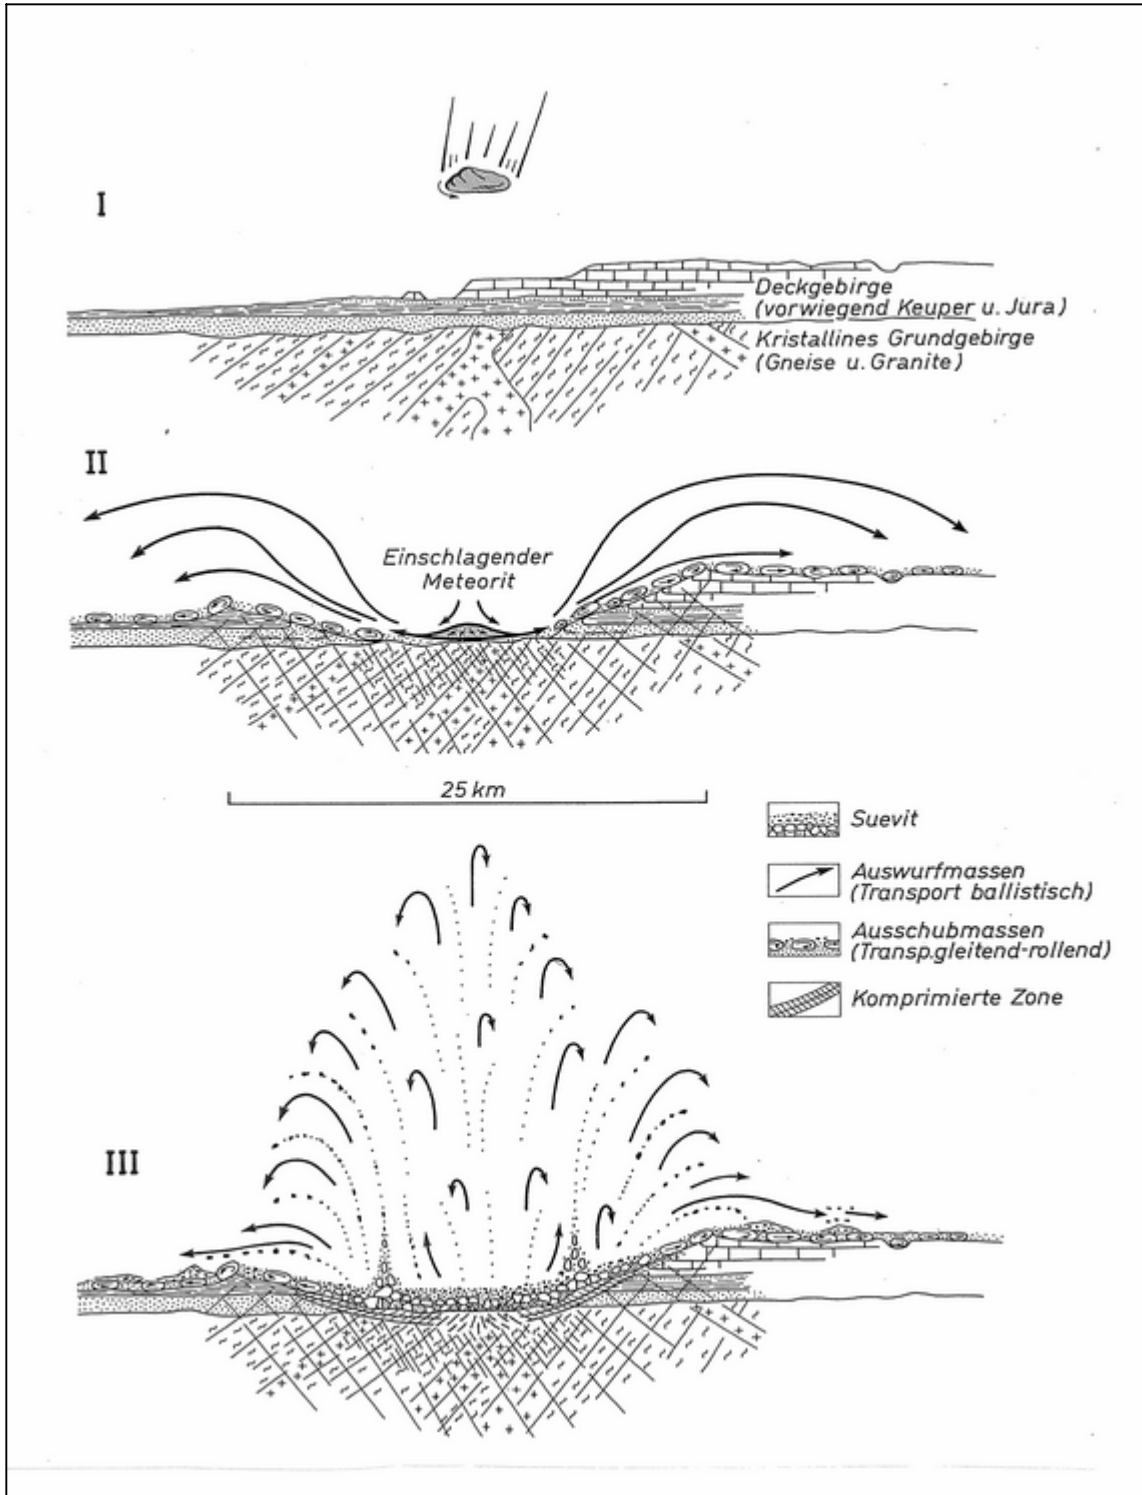 I
Deckgebirge
(vorwiegend Keuper u. Jura)
Kristallines Grundgebirge
(Gneise u. Granite)
II
Einschlagender
Meteorit
25 km
Suevit
Auswurfmassen
(Transport ballistisch)
Ausschubmassen
(Transp.gleitend-rollend)
Komprimierte Zone
III